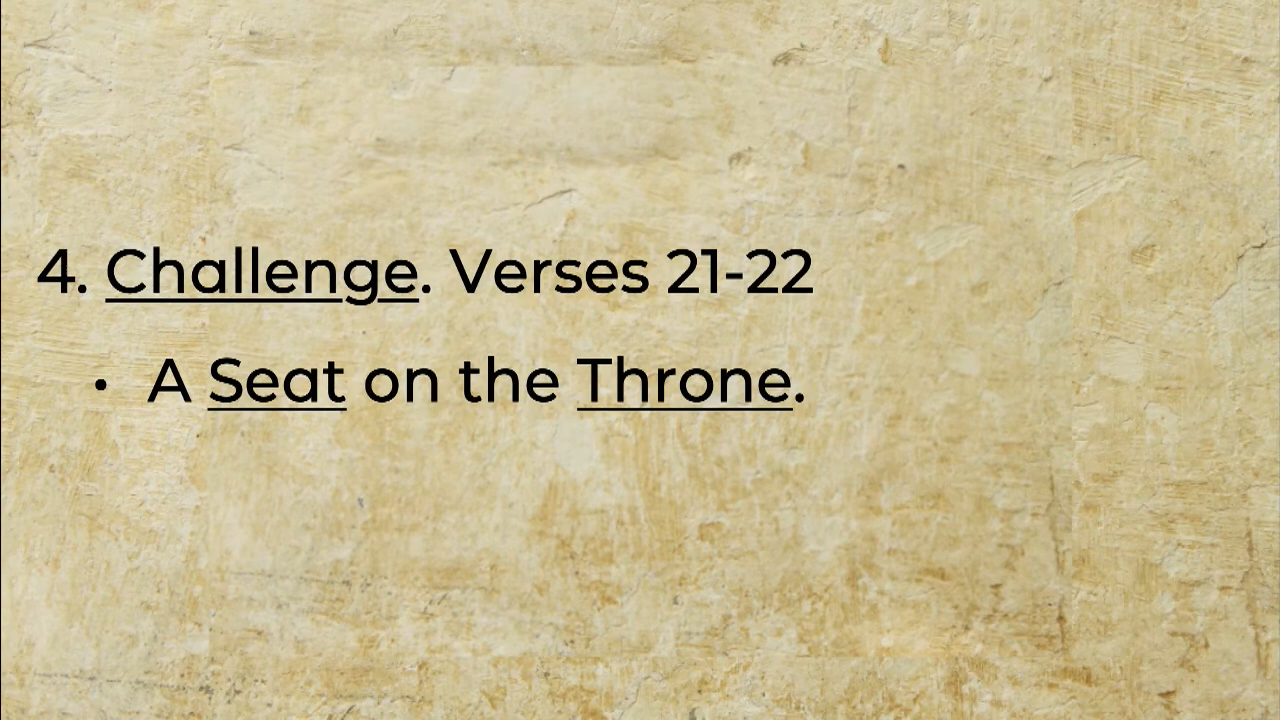 4. Challenge. Verses 21-22
• A Seat on the Throne.